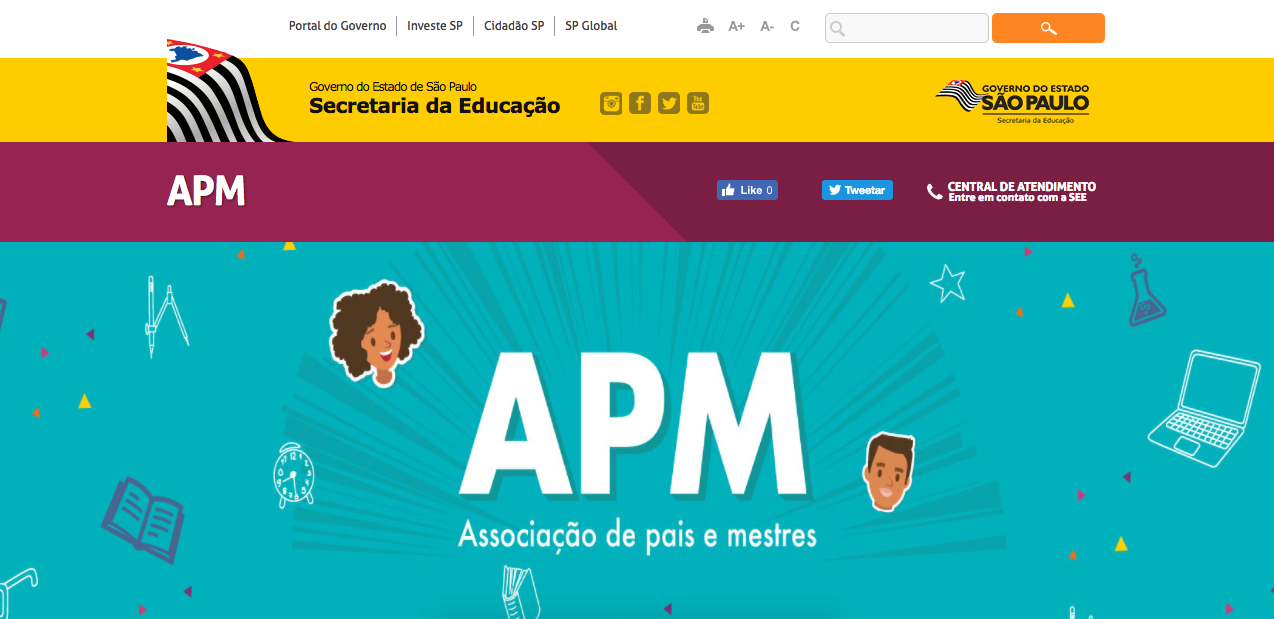 Portal do Governo
Investe SP
Cidadão SP
SP Global
A+
A-
C
Governo do Estado de São Paulo
Secretaria da Educação
You
Tube
GOVERNO DO ESTADO
SÃO PAULO
Secretaria da Educação
APM
Like 0
Tweetar
CENTRAL DE ATENDIMENTO
Entre em contato com a SEE
APM
Associação de pais e mestres